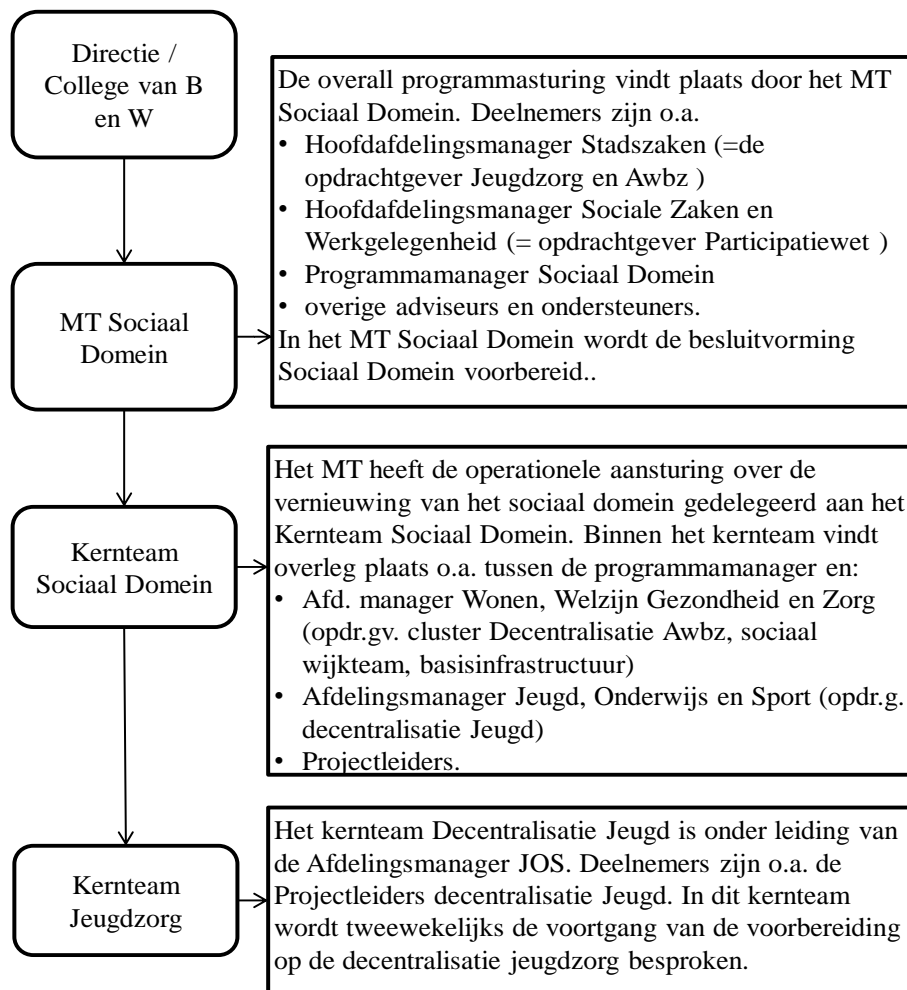 Directie /
College van B
en W
De overall programmasturing vindt plaats door het MT
Sociaal Domein. Deelnemers zijn o.a.
• Hoofdafdelingsmanager Stadszaken (=de
opdrachtgever Jeugdzorg en Awbz )
• Hoofdafdelingsmanager Sociale Zaken en
Werkgelegenheid (= opdrachtgever Participatiewet )
• Programmamanager Sociaal Domein
• overige adviseurs en ondersteuners.
In het MT Sociaal Domein wordt de besluitvorming
Sociaal Domein voorbereid..
MT Sociaal
Domein
Het MT heeft de operationele aansturing over de
vernieuwing van het sociaal domein gedelegeerd aan het
Kernteam Sociaal Domein. Binnen het kernteam vindt
overleg plaats o.a. tussen de programmamanager en:
• Afd. manager Wonen, Welzijn Gezondheid en Zorg
(opdr.gv. cluster Decentralisatie Awbz, sociaal
wijkteam, basisinfrastructuur)
• Afdelingsmanager Jeugd, Onderwijs en Sport (opdr.g.
decentralisatie Jeugd)
• Projectleiders.
Kernteam
Sociaal Domein
Het kernteam Decentralisatie Jeugd is onder leiding van
de Afdelingsmanager JOS. Deelnemers zijn o.a. de
Projectleiders decentralisatie Jeugd. In dit kernteam
wordt tweewekelijks de voortgang van de voorbereiding
op de decentralisatie jeugdzorg besproken.
Kernteam
Jeugdzorg